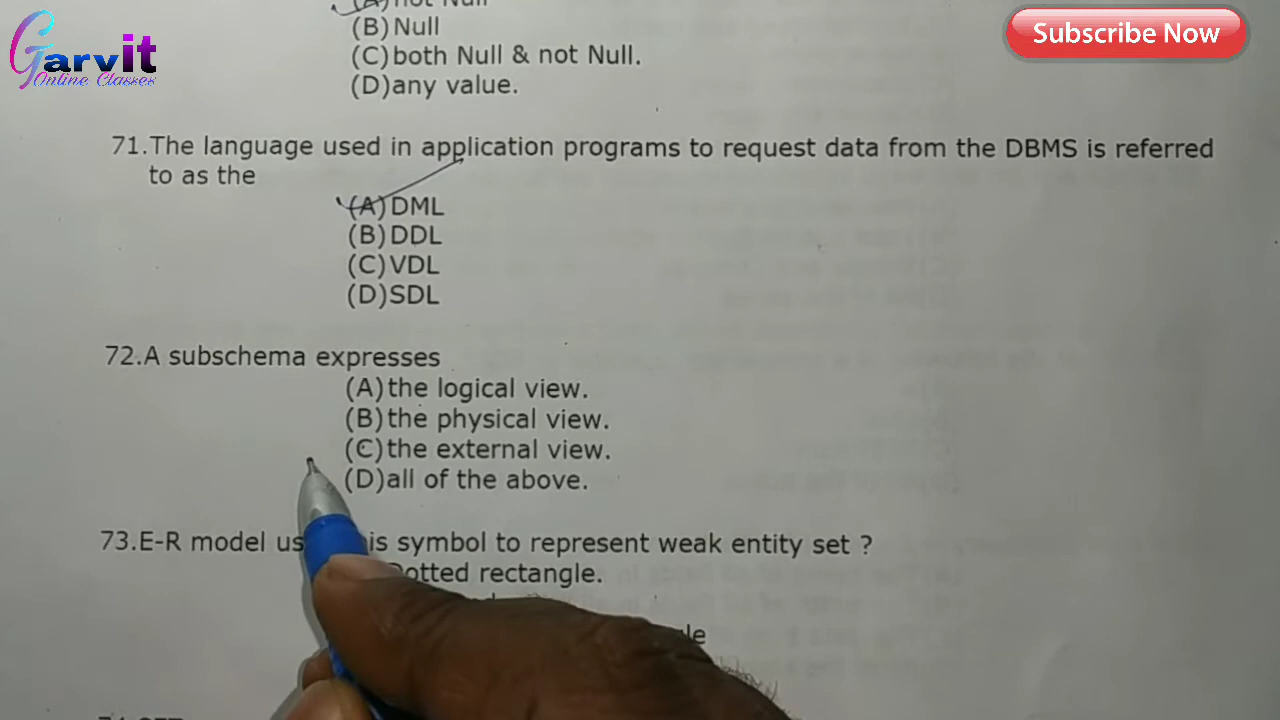 Garvit
Online Classes
Subscribe Now
(A) not Null
(B) Null
(C) both Null & not Null.
(D) any value.
71. The language used in application programs to request data from the DBMS is referred
to as the
(A) DML
(B) DDL
(C) VDL
(D) SDL
72. A subschema expresses
(A) the logical view.
(B) the physical view.
(C) the external view.
(D) all of the above.
73. E-R model symbol to represent weak entity set ?
Dotted rectangle.